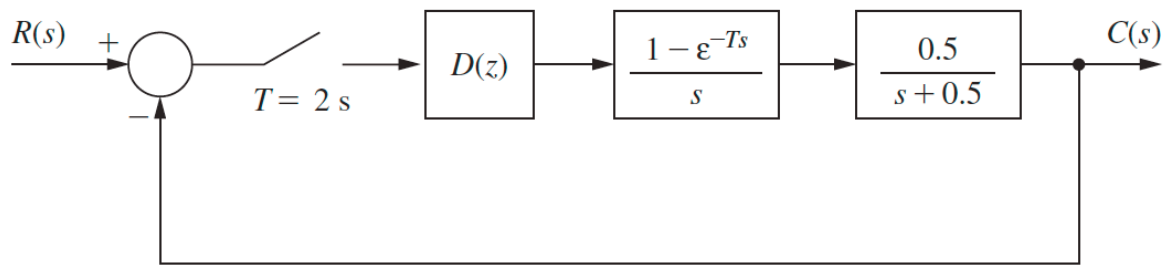 R(s)
+
−
T = 2 s
D(z)
1 − ε^{−Ts}
s
0.5
s + 0.5
C(s)